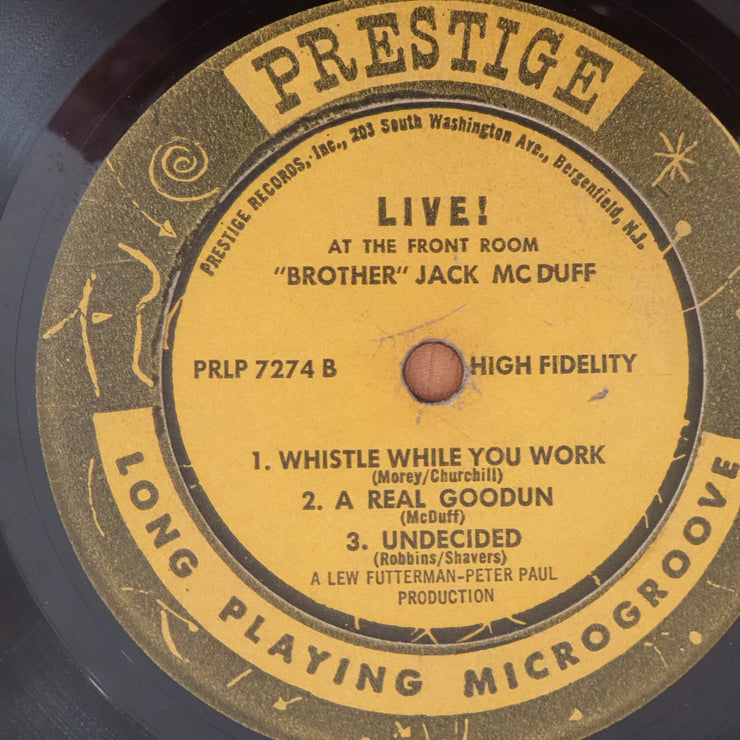 PRESTIGE
PRESTIGE RECORDS, Inc., 203 South Washington Ave., Bergenfield, N.J.
LIVE!
AT THE FRONT ROOM
"BROTHER" JACK MC DUFF
PRLP 7274 B HIGH FIDELITY
1. WHISTLE WHILE YOU WORK
(Morey/Churchill)
2. A REAL GOODUN
(McDuff)
3. UNDECIDED
(Robbins/Shavers)
A LEW FUTTERMAN-PETER PAUL
PRODUCTION
LONG PLAYING MICROGROOVE